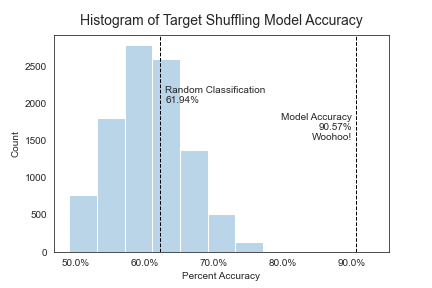 Histogram of Target Shuffling Model Accuracy
2500
2000
1500
1000
500
0
Count
Random Classification
61.94%
Model Accuracy
90.57%
Woohoo!
50.0% 60.0% 70.0% 80.0% 90.0%
Percent Accuracy